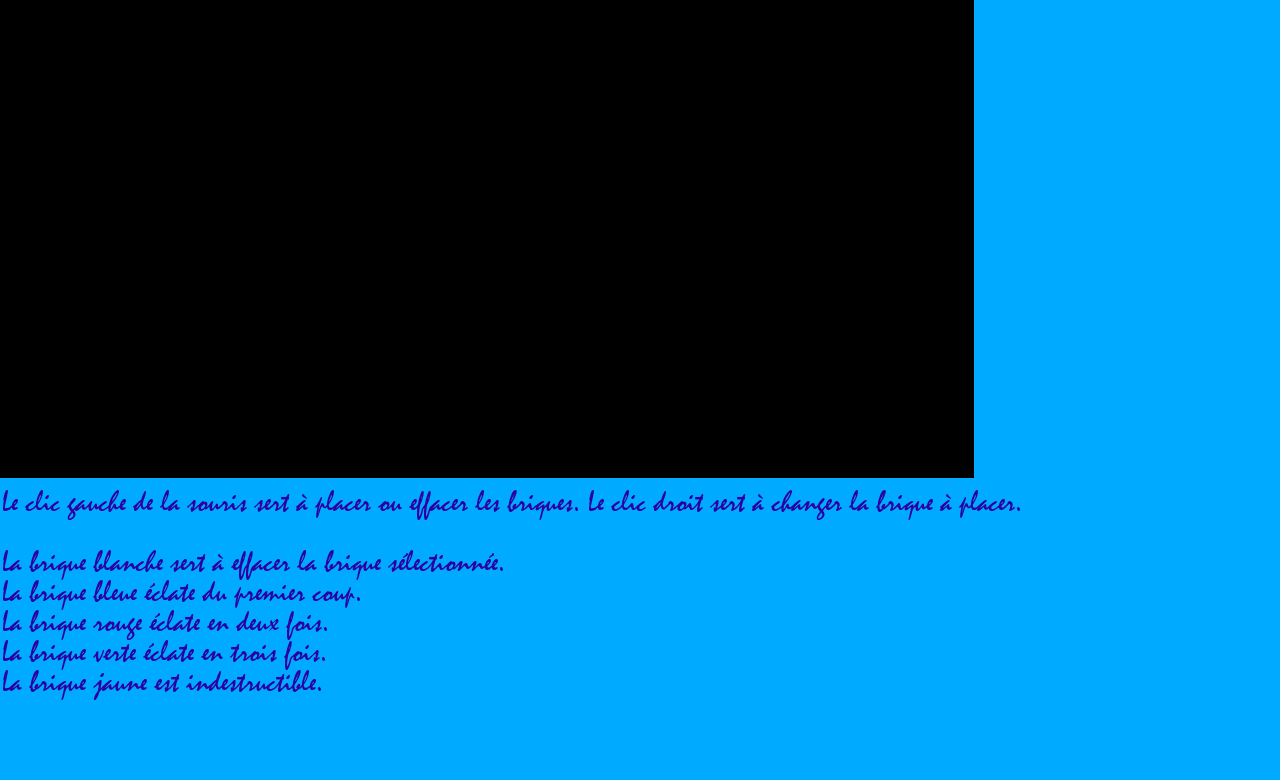 Le clic gauche de la souris sert à placer ou effacer les briques. Le clic droit sert à changer la brique à placer.
La brique blanche sert à effacer la brique sélectionnée.
La brique bleue éclate du premier coup.
La brique rouge éclate en deux fois.
La brique verte éclate en trois fois.
La brique jaune est indestructible.